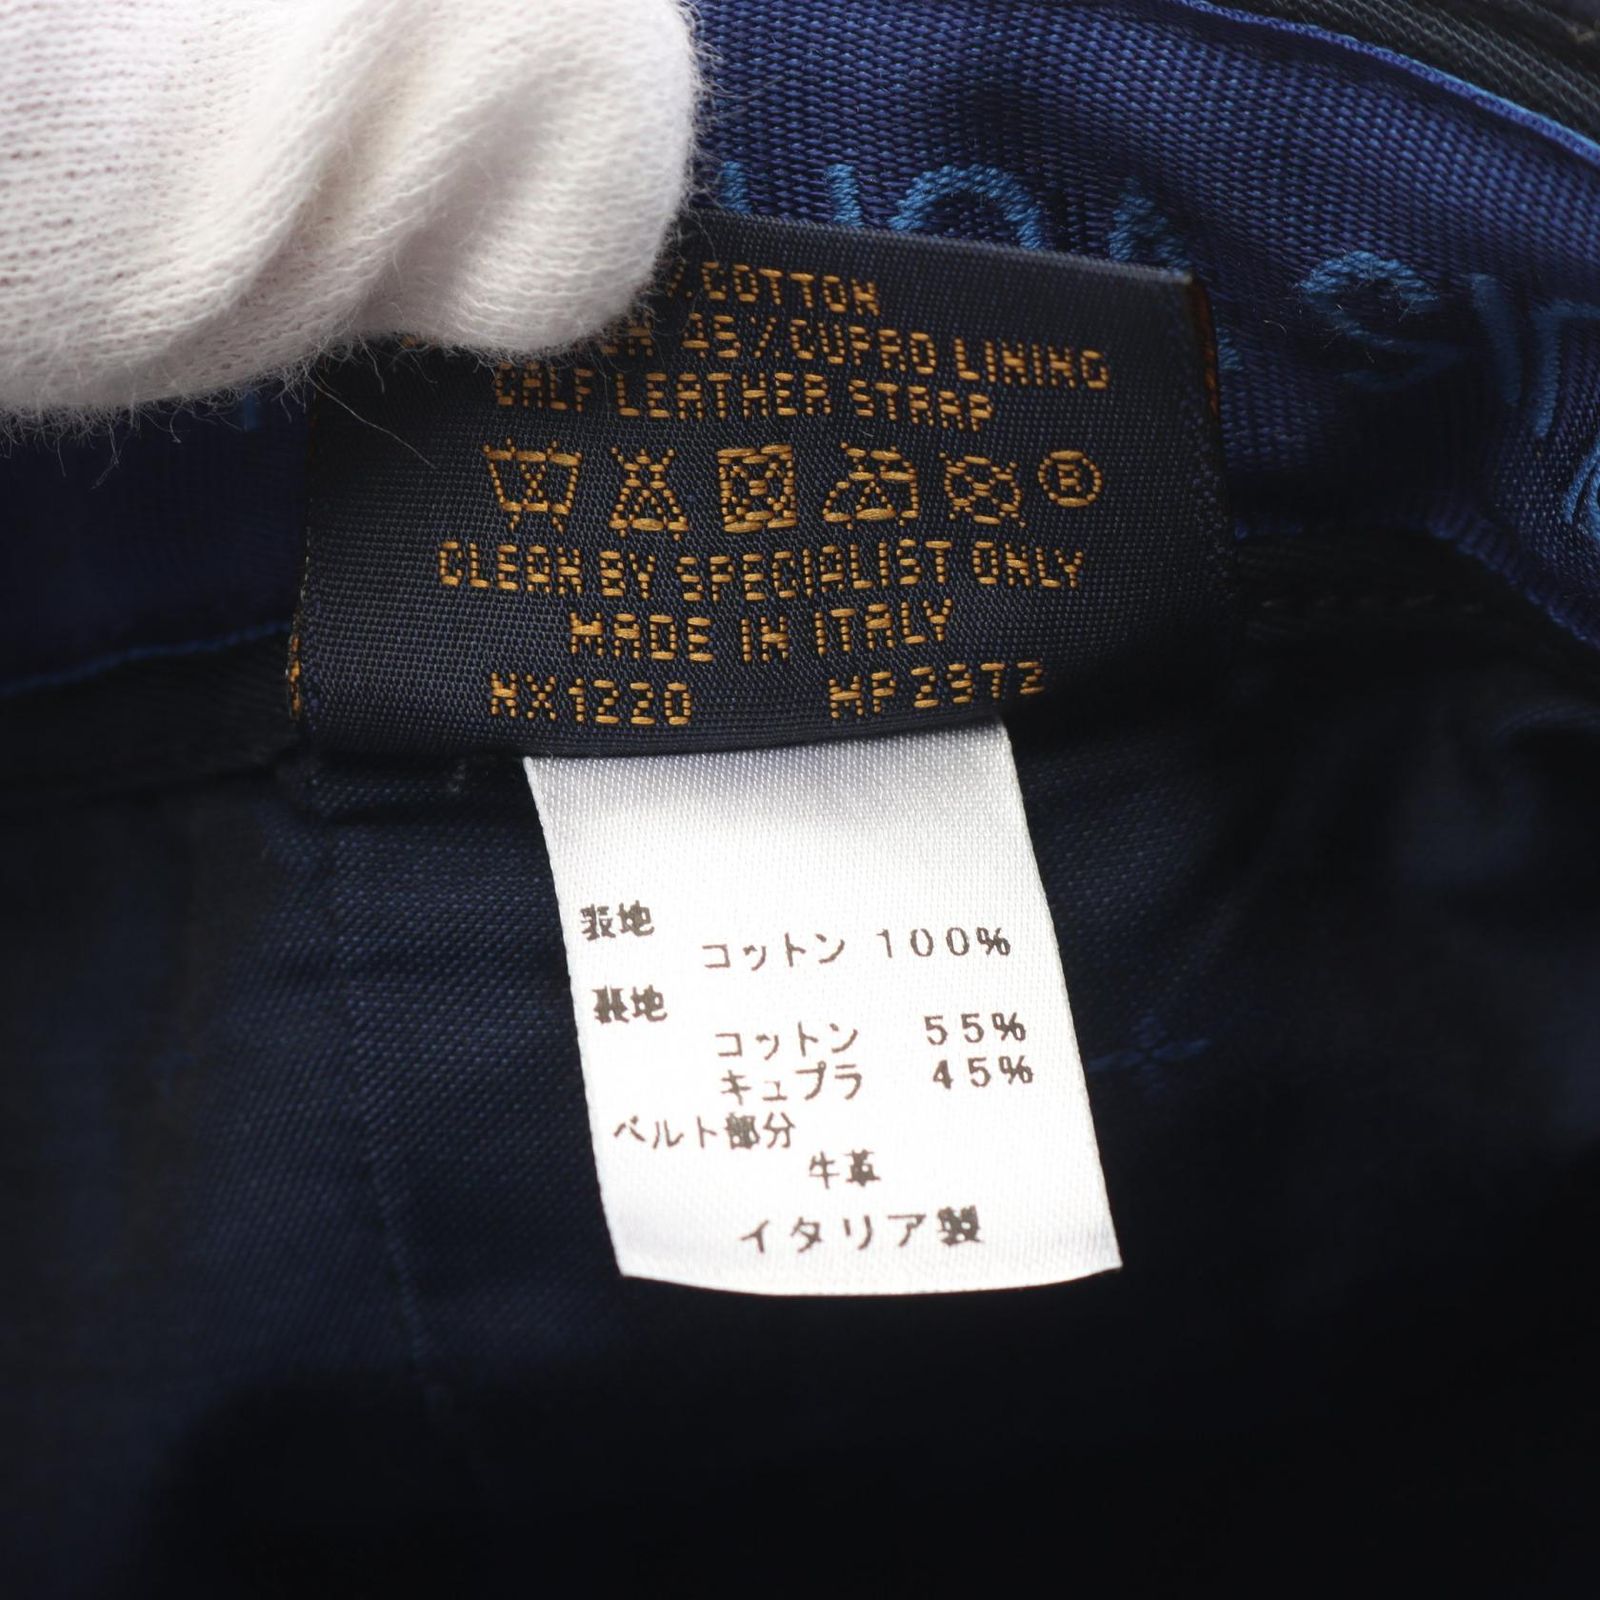 COTTON
45%CUPRO LINING
CALF LEATHER STRAP
®
CLEAN BY SPECIALIST ONLY
MADE IN ITALY
NX1220 MP2372
表地
コットン 100%
裏地
コットン 55%
キュプラ 45%
ベルト部分
牛革
イタリア製